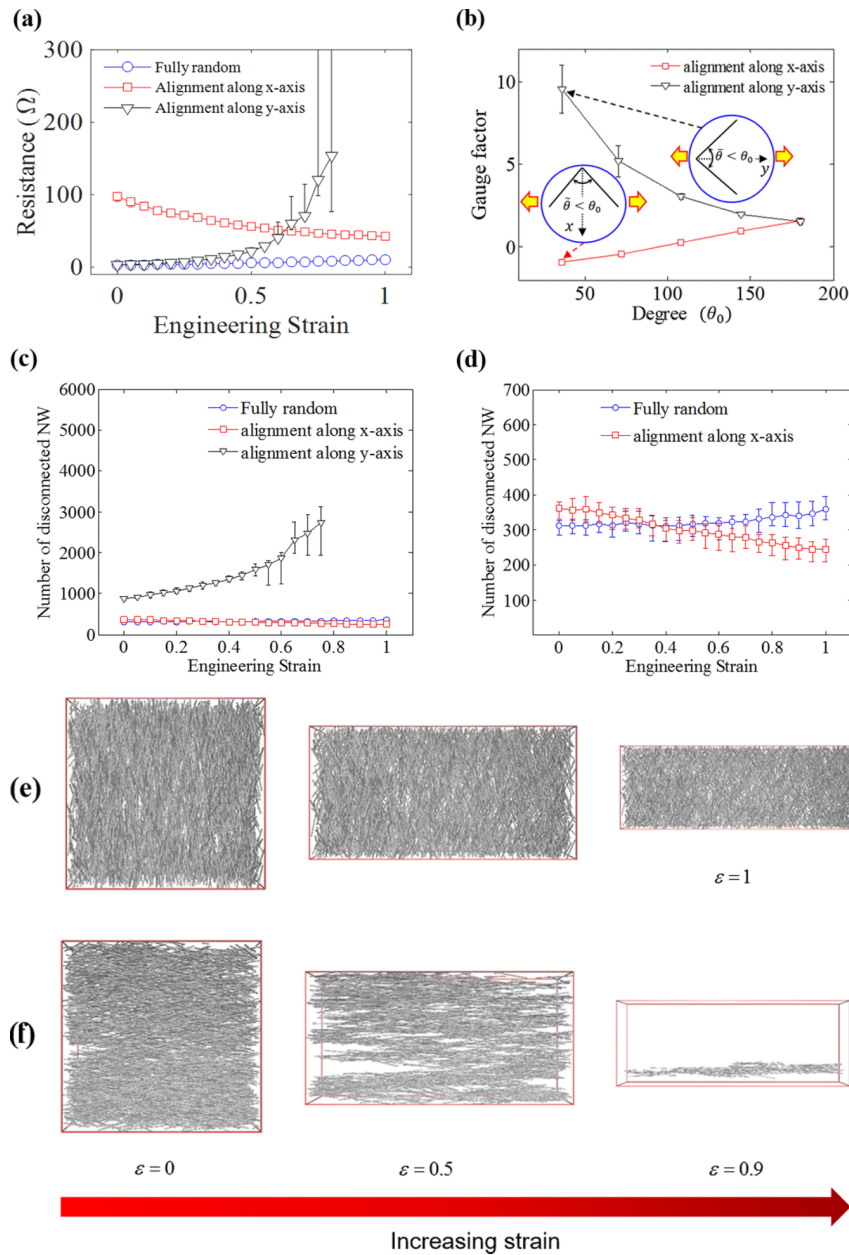 (a)
300
200
100
0
Resistance (Ω)
Fully random
Alignment along x-axis
Alignment along y-axis
0
0.5
1
Engineering Strain
(b)
10
5
0
Gauge factor
alignment along x-axis
alignment along y-axis
θ̃ < θ₀
y
θ̃ < θ₀
x
50
100
150
200
Degree (θ₀)
(c)
6000
5000
4000
3000
2000
1000
0
Number of disconnected NW
Fully random
alignment along x-axis
alignment along y-axis
0
0.2
0.4
0.6
0.8
1
Engineering Strain
(d)
700
600
500
400
300
200
100
Number of disconnected NW
Fully random
alignment along x-axis
0
0.2
0.4
0.6
0.8
1
Engineering Strain
(e)
ε = 1
(f)
ε = 0
ε = 0.5
ε = 0.9
Increasing strain